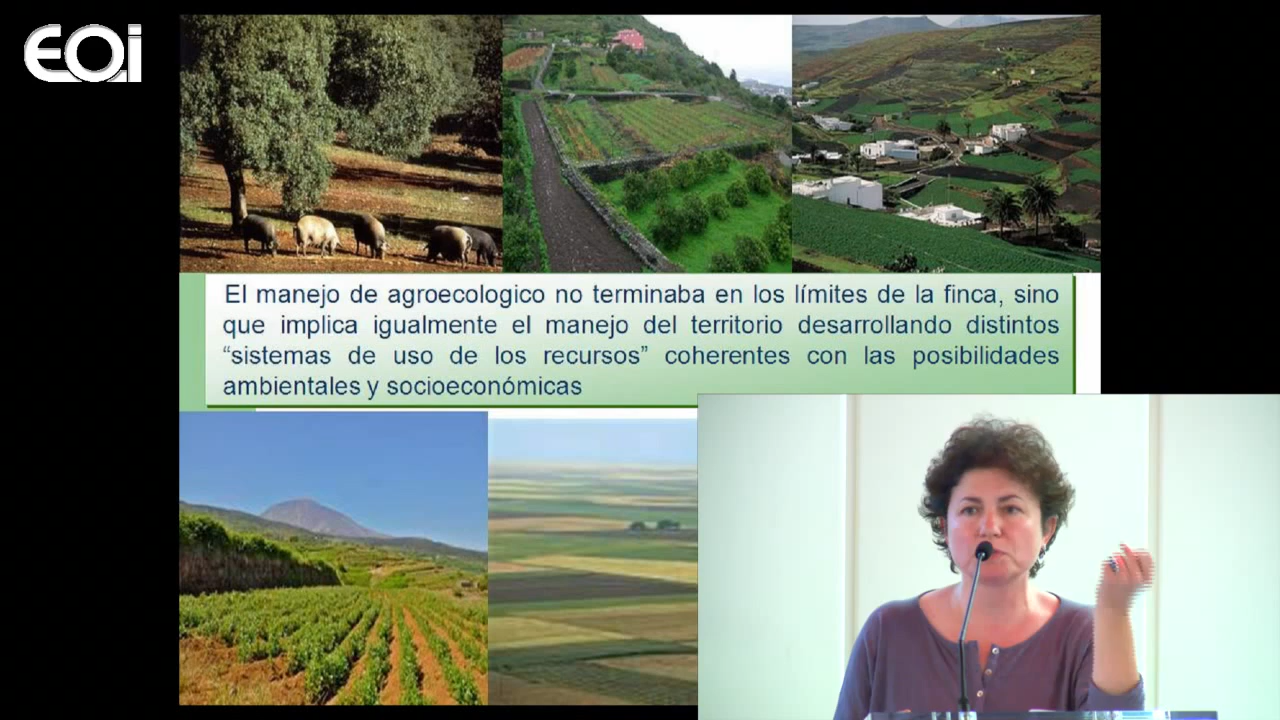 EOi
El manejo de agroecologico no terminaba en los límites de la finca, sino
que implica igualmente el manejo del territorio desarrollando distintos
“sistemas de uso de los recursos” coherentes con las posibilidades
ambientales y socioeconómicas